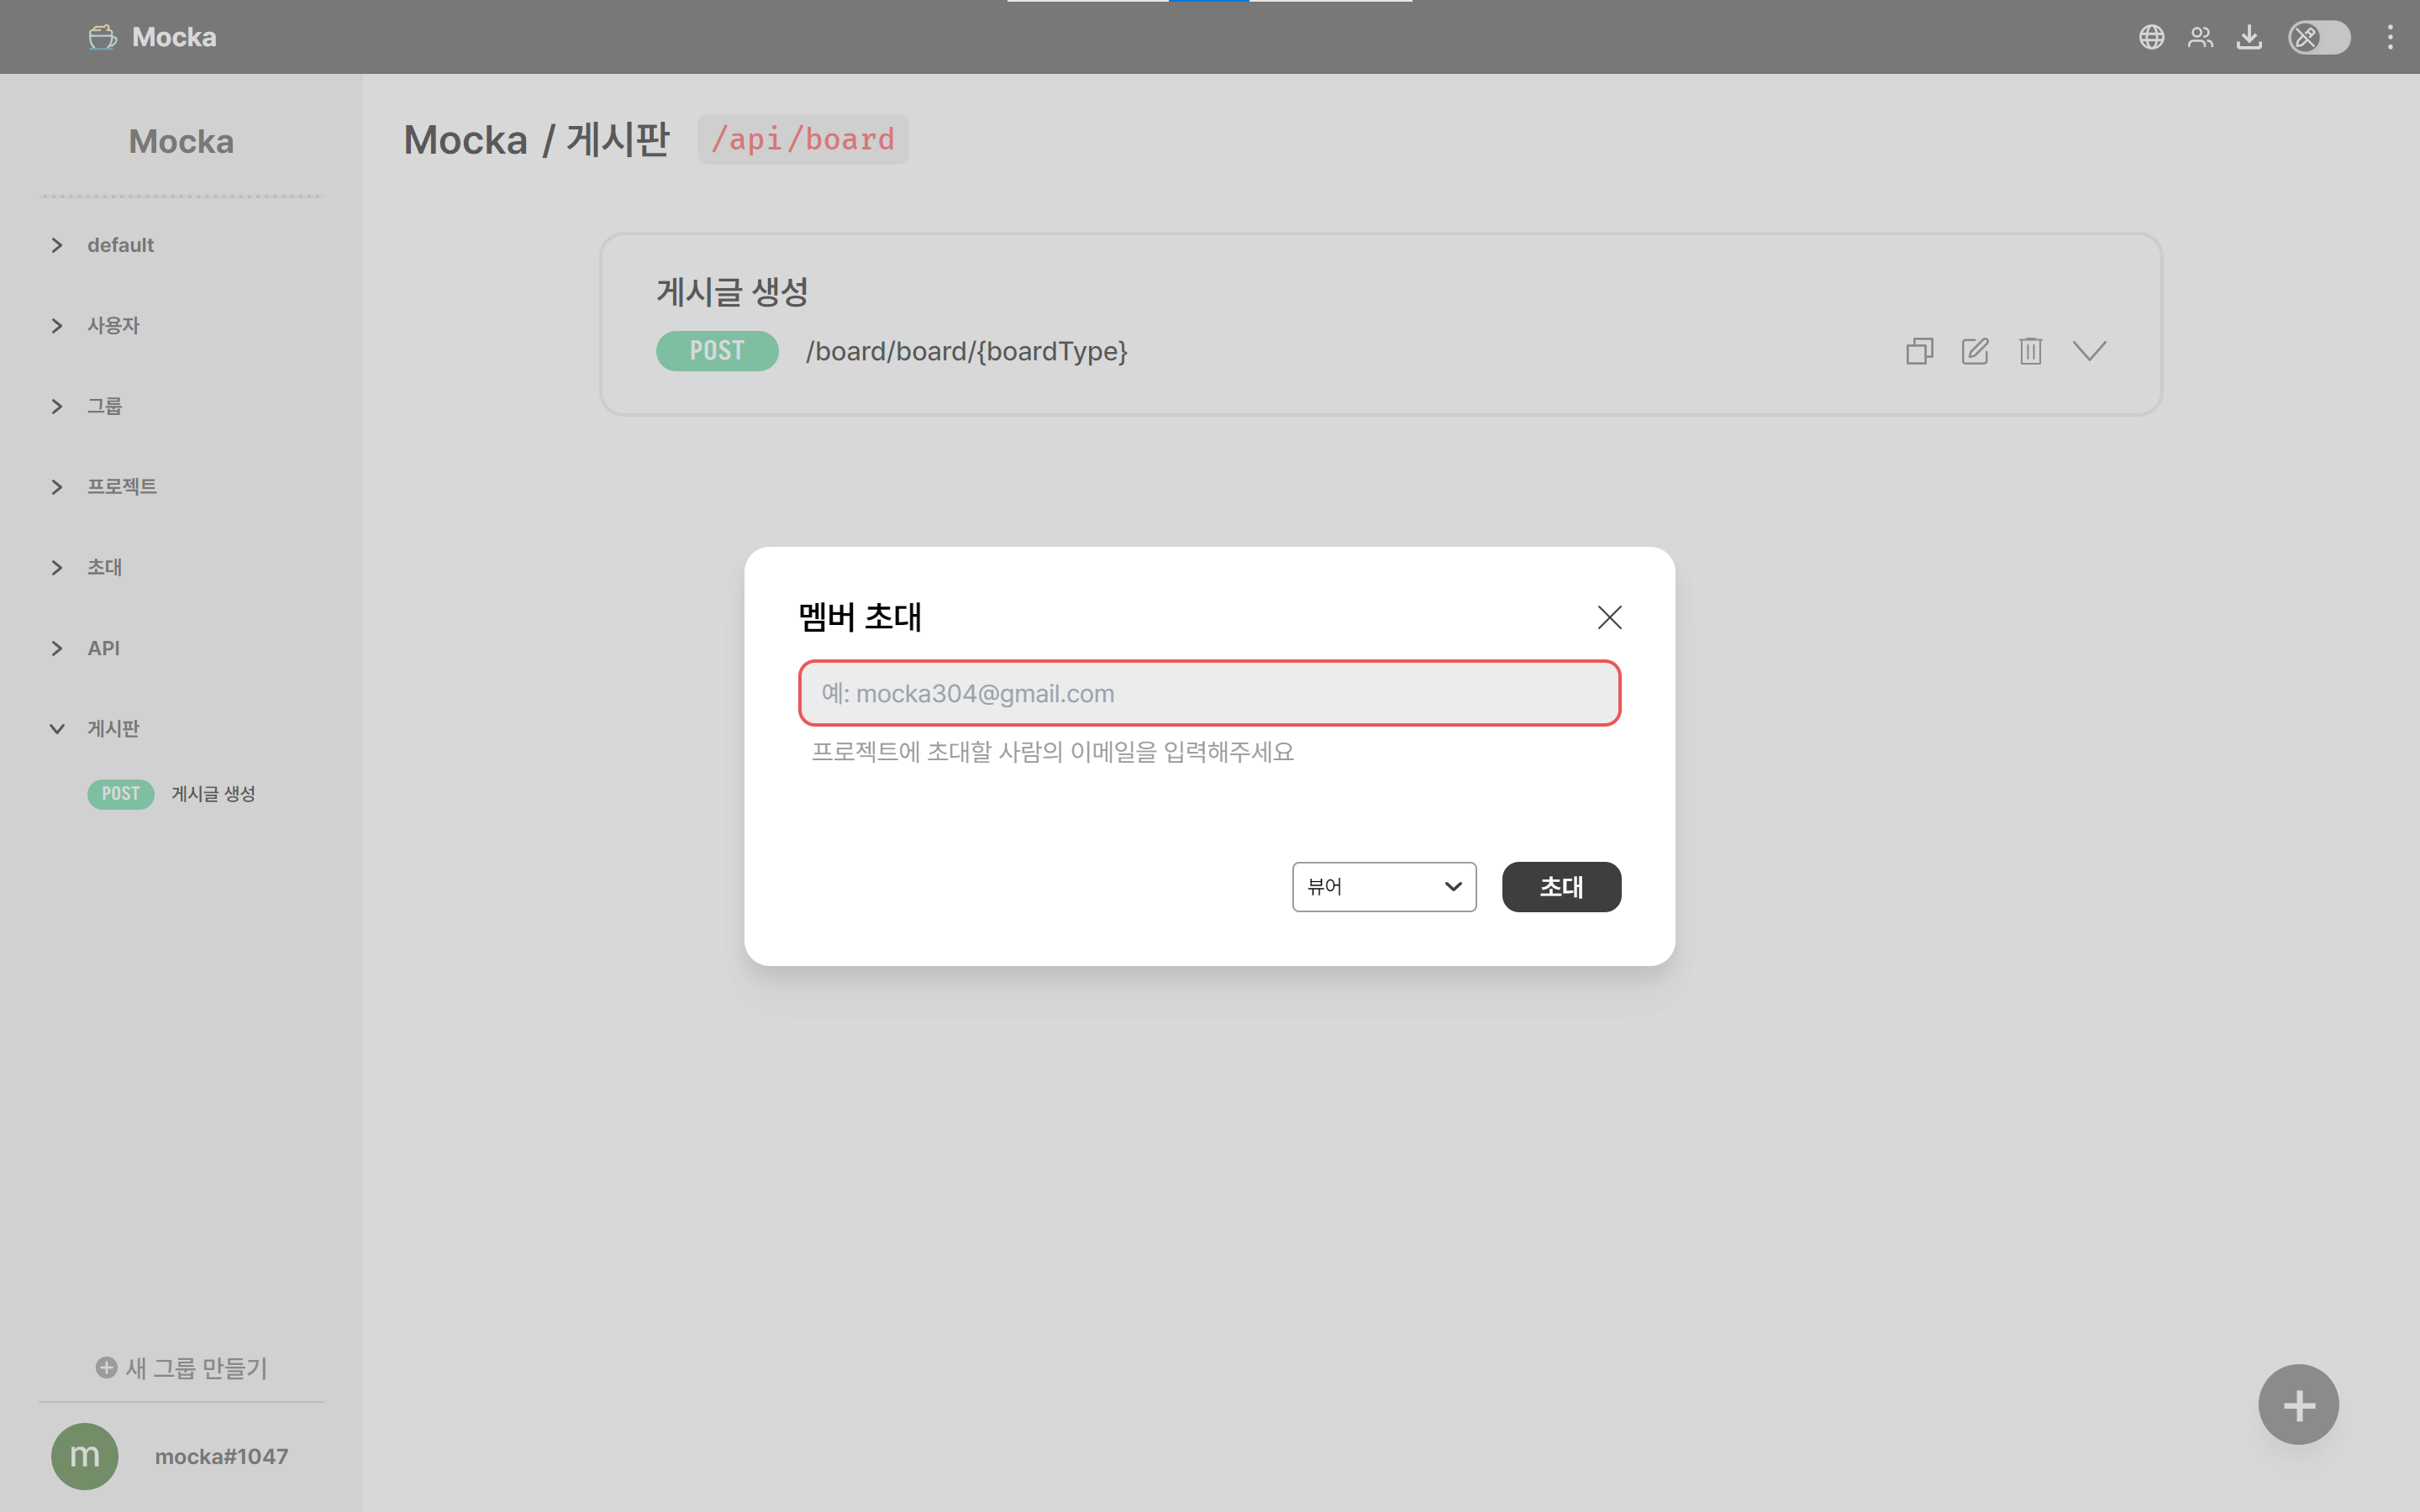 Mocka
Mocka
default
사용자
그룹
프로젝트
초대
API
게시판
POST 게시글 생성
새 그룹 만들기
m mocka#1047
Mocka / 게시판 /api/board
게시글 생성
POST /board/board/{boardType}
멤버 초대
예: mocka304@gmail.com
프로젝트에 초대할 사람의 이메일을 입력해주세요
뷰어 초대